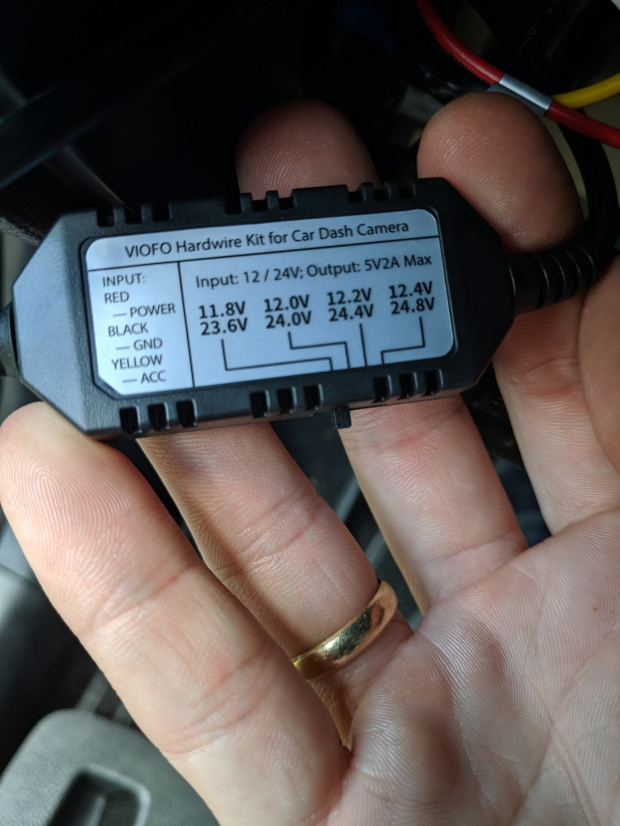 VIOFO Hardwire Kit for Car Dash Camera
INPUT:
RED
— POWER
BLACK
— GND
YELLOW
— ACC
Input: 12 / 24V; Output: 5V2A Max
11.8V 12.0V 12.2V 12.4V
23.6V 24.0V 24.4V 24.8V